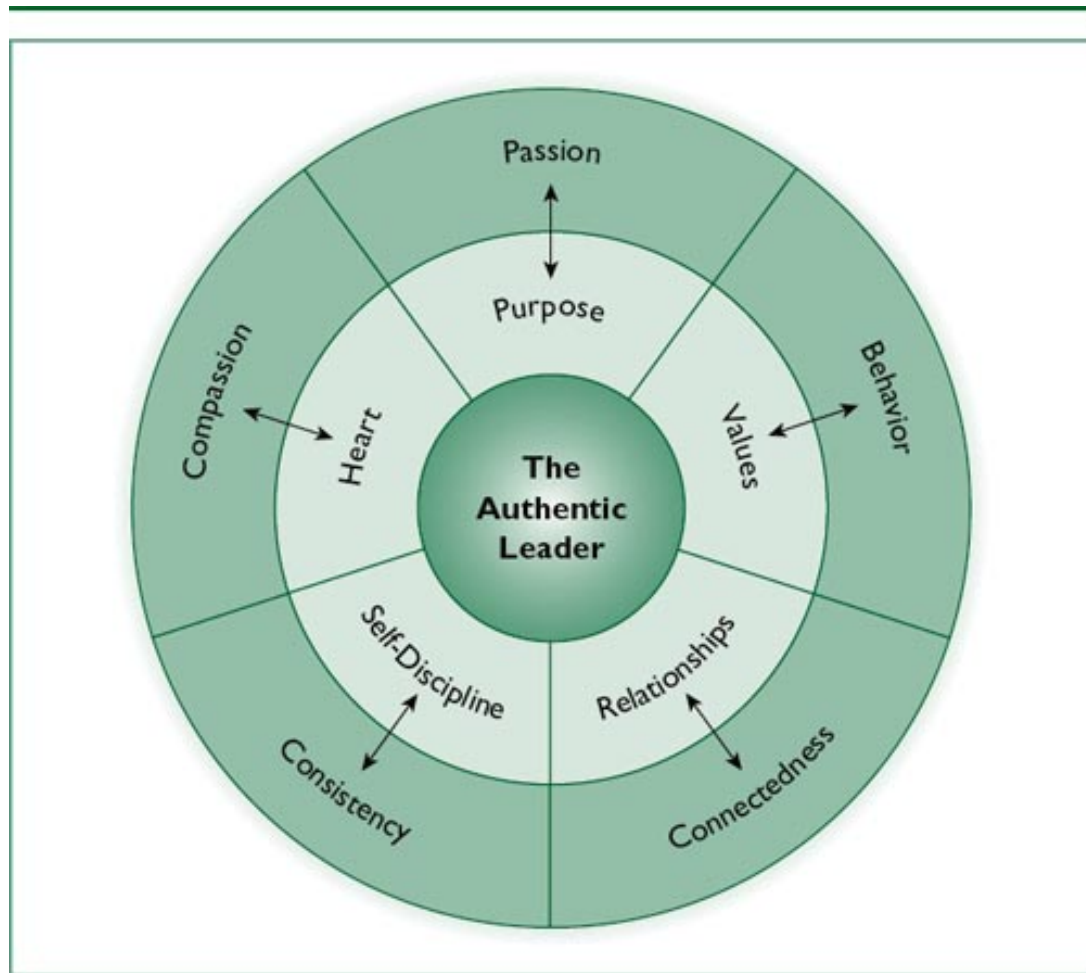 Passion
Purpose
Behavior
Values
Compassion
Heart
The
Authentic
Leader
Self-Discipline
Relationships
Consistency
Connectedness